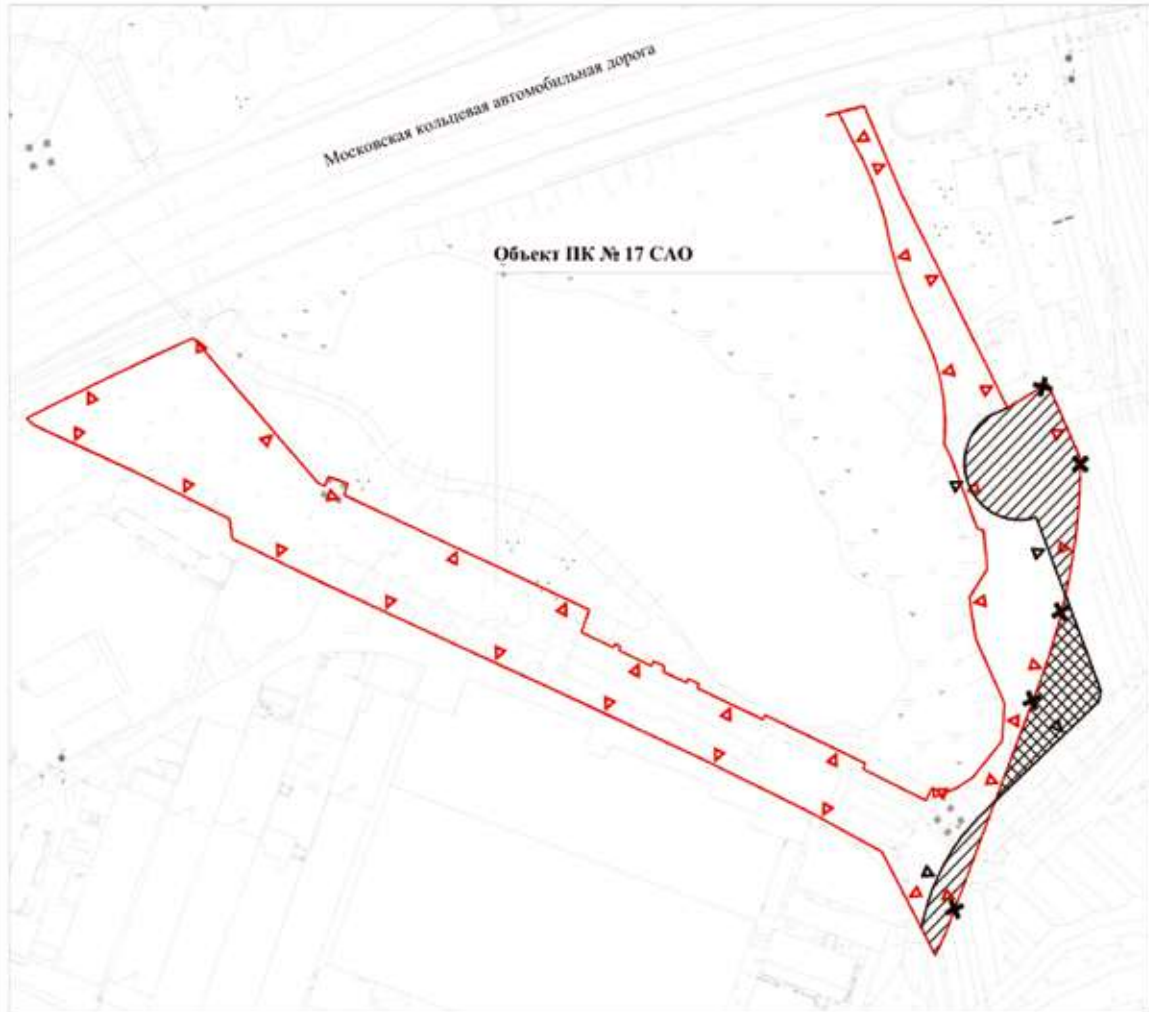 Московская кольцевая автомобильная дорога
Объект ПК № 17 САО